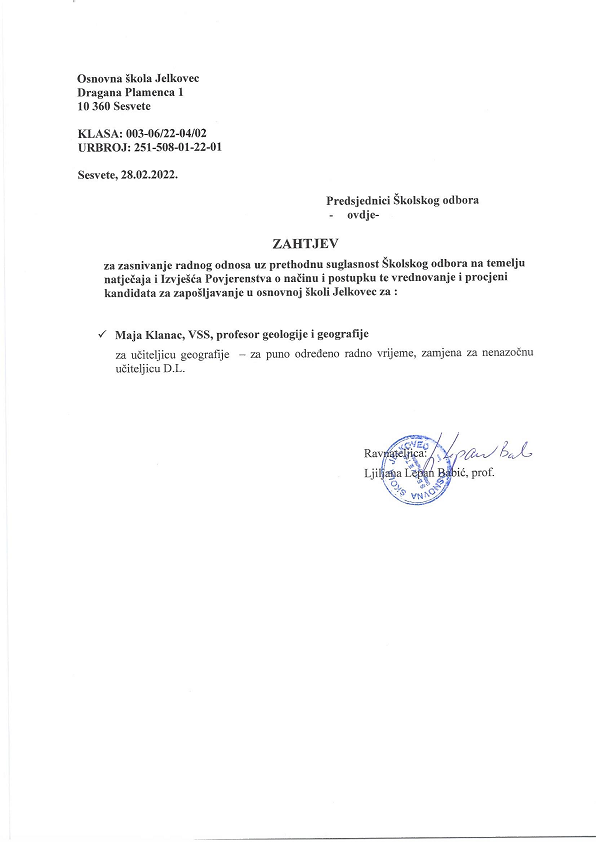 Osnovna škola Jelkovec
Dragana Plamenca 1
10 360 Sesvete
KLASA: 003-06/22-04/02
URBROJ: 251-508-01-22-01
Sesvete, 28.02.2022.
Predsjednici Školskog odbora
- ovdje-
ZAHTJEV
za zasnivanje radnog odnosa uz prethodnu suglasnost Školskog odbora na temelju
natječaja i Izvješća Povjerenstva o načinu i postupku te vrednovanje i procjeni
kandidata za zapošljavanje u osnovnoj školi Jelkovec za :
✓ Maja Klanac, VSS, profesor geologije i geografije
za učiteljicu geografije – za puno određeno radno vrijeme, zamjena za nenazočnu
učiteljicu D.L.
Ravnateljica:
Ljiljana Lepan Babić, prof.
OSNOVNA ŠKOLA JELKOVEC